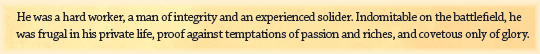 He was a hard worker, a man of integrity and an experienced solider. Indomitable on the battlefield, he
was frugal in his private life, proof against temptations of passion and riches, and covetous only of glory.